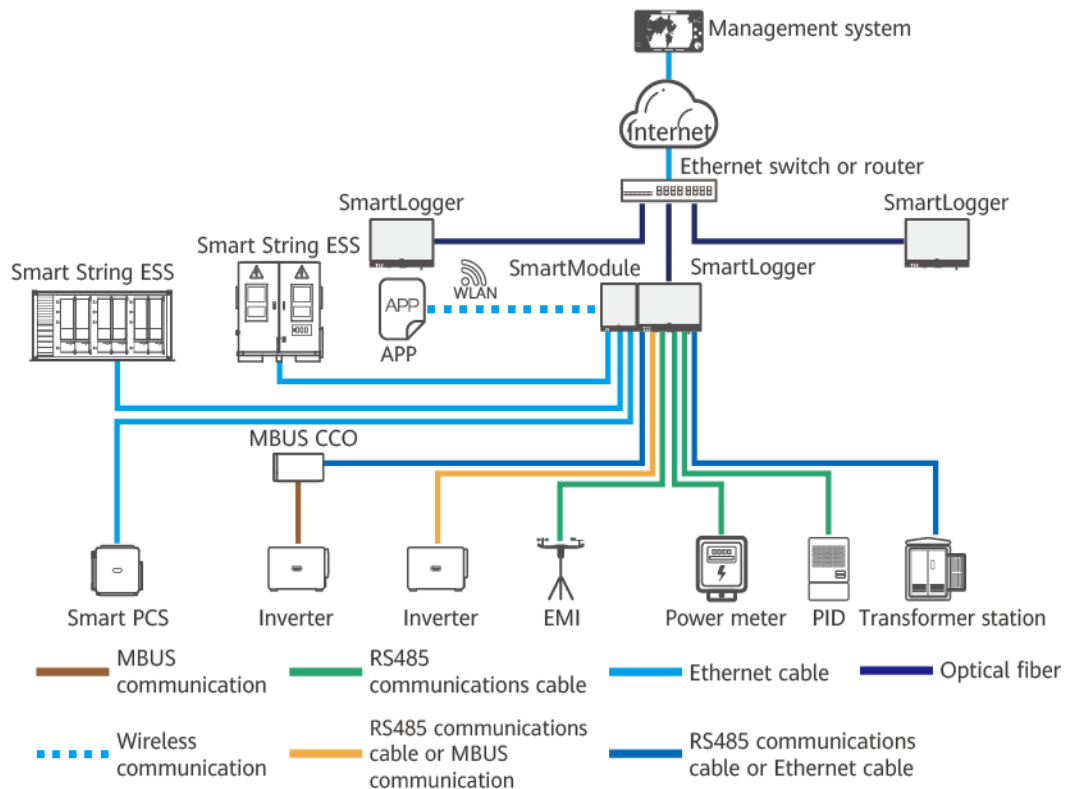 Management system
Internet
Ethernet switch or router
SmartLogger
SmartLogger
Smart String ESS
SmartModule
SmartLogger
Smart String ESS
WLAN
APP
APP
MBUS CCO
0000
Smart PCS
Inverter
Inverter
EMI
Power meter
PID
Transformer station
MBUS
communication
RS485
communications cable
Ethernet cable
Optical fiber
Wireless
communication
RS485 communications
cable or MBUS
communication
RS485 communications
cable or Ethernet cable